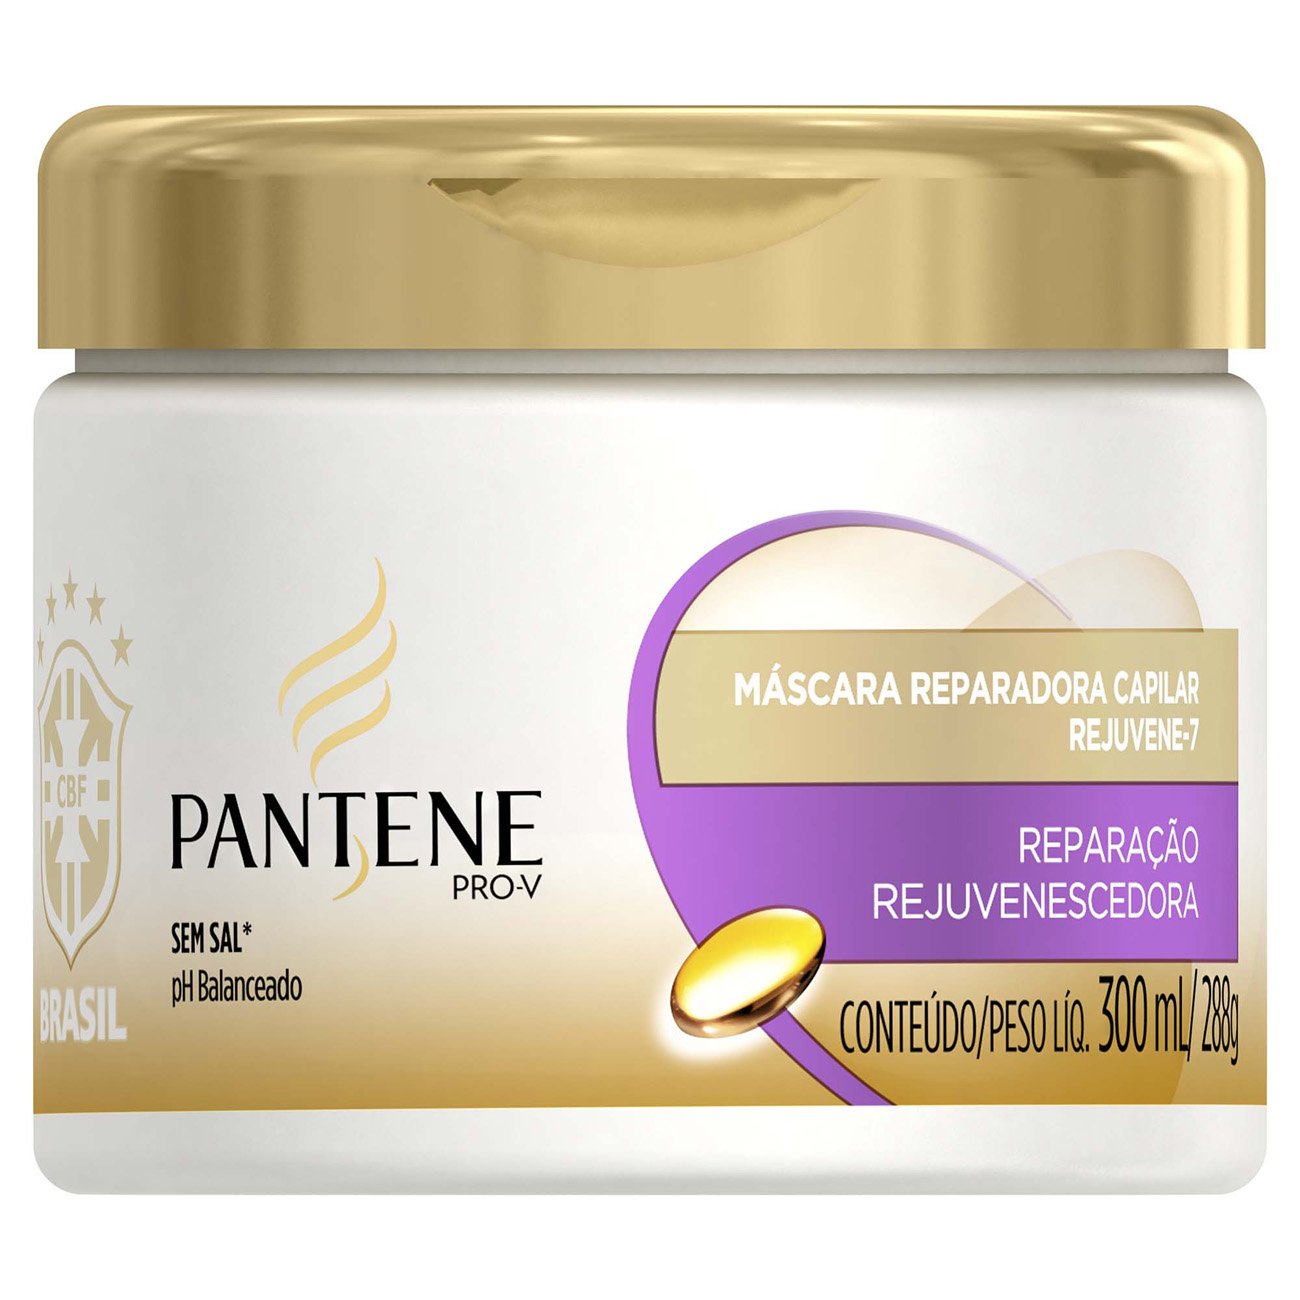 CBF
BRASIL
PANTENE
PRO-V
SEM SAL*
pH Balanceado
MÁSCARA REPARADORA CAPILAR
REJUVENE-7
REPARAÇÃO
REJUVENESCEDORA
CONTEÚDO/PESO LÍQ. 300 mL/288g